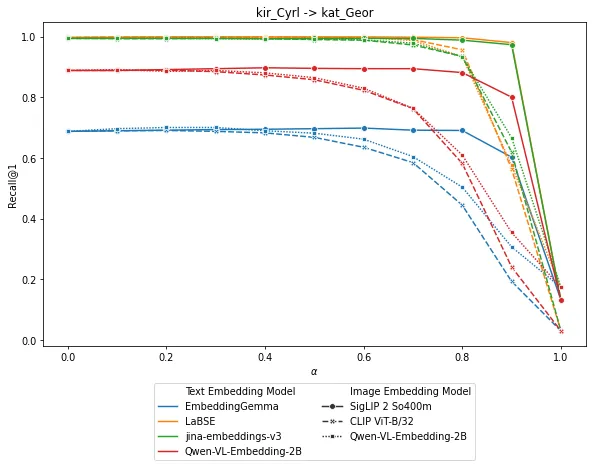 kir_Cyrl -> kat_Geor
Recall@1
1.0
0.8
0.6
0.4
0.2
0.0
0.0 0.2 0.4 0.6 0.8 1.0
α
Text Embedding Model
EmbeddingGemma
LaBSE
jina-embeddings-v3
Qwen-VL-Embedding-2B
Image Embedding Model
SigLIP 2 So400m
CLIP ViT-B/32
Qwen-VL-Embedding-2B